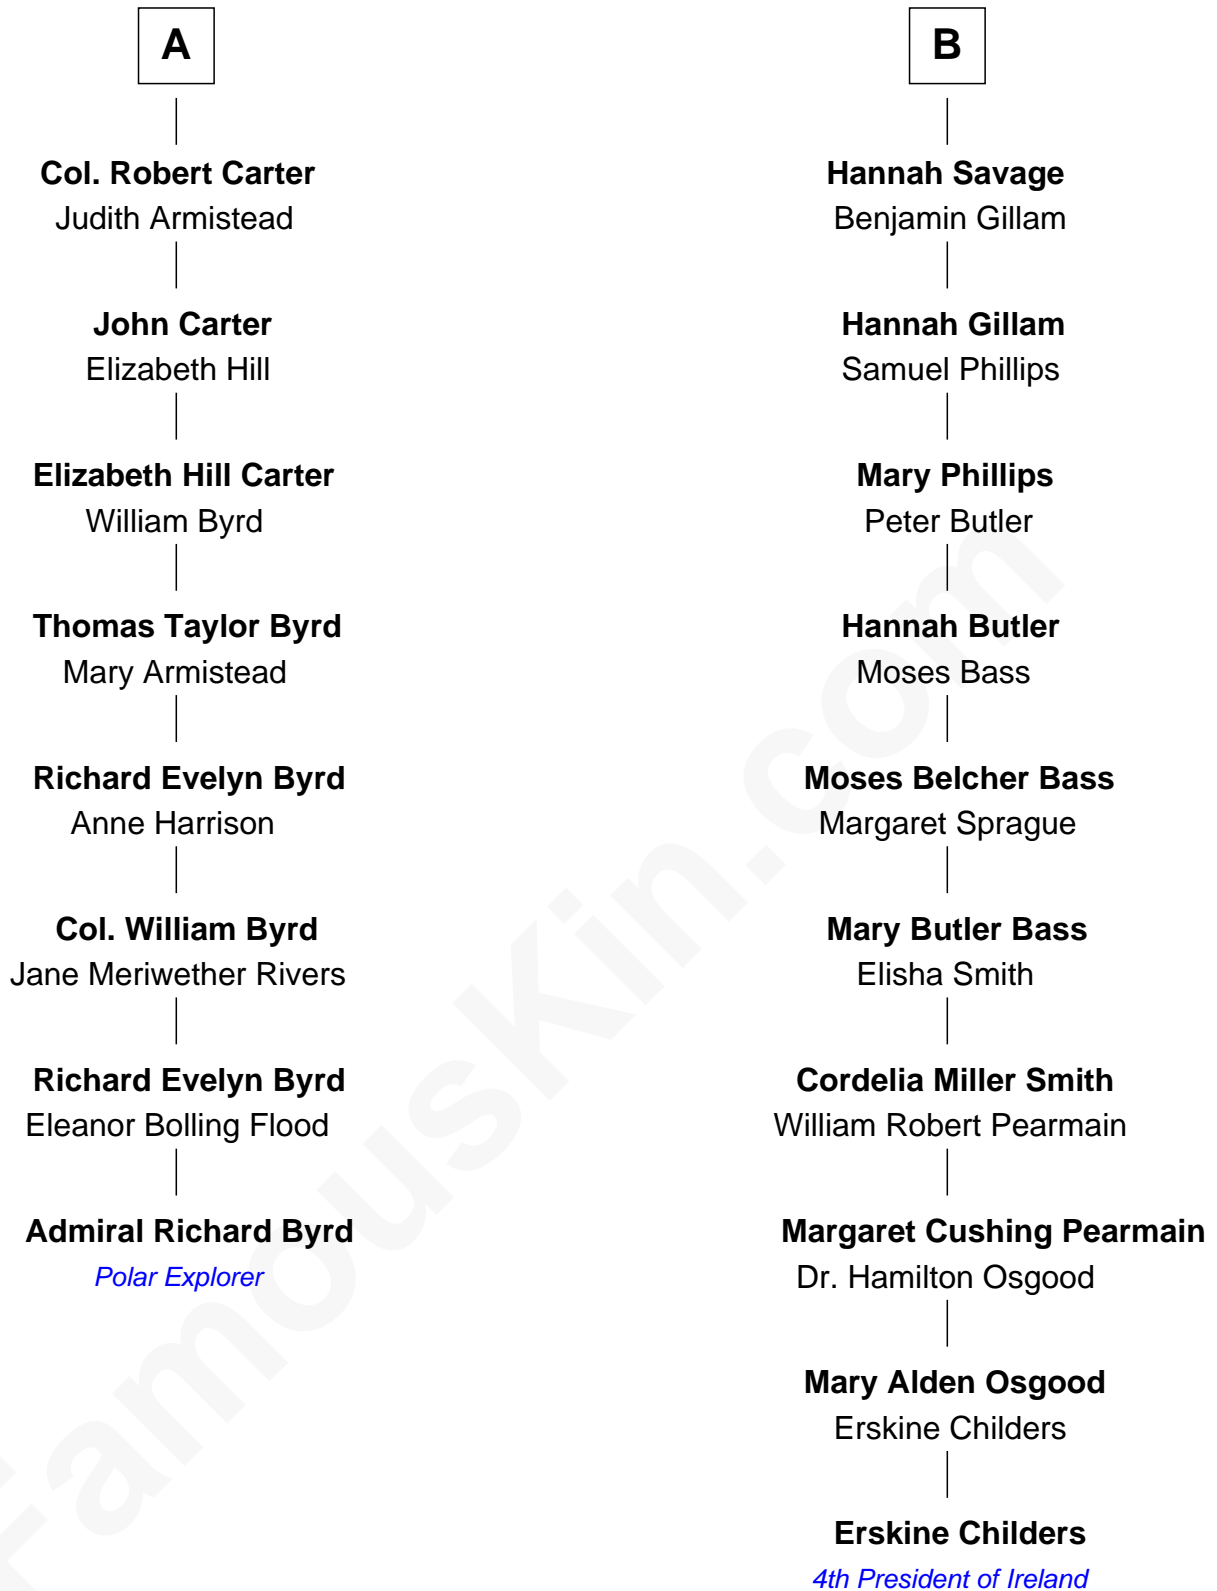 A
Col. Robert Carter
Judith Armistead
John Carter
Elizabeth Hill
Elizabeth Hill Carter
William Byrd
Thomas Taylor Byrd
Mary Armistead
Richard Evelyn Byrd
Anne Harrison
Col. William Byrd
Jane Meriwether Rivers
Richard Evelyn Byrd
Eleanor Bolling Flood
Admiral Richard Byrd
Polar Explorer
B
Hannah Savage
Benjamin Gillam
Hannah Gillam
Samuel Phillips
Mary Phillips
Peter Butler
Hannah Butler
Moses Bass
Moses Belcher Bass
Margaret Sprague
Mary Butler Bass
Elisha Smith
Cordelia Miller Smith
William Robert Pearmain
Margaret Cushing Pearmain
Dr. Hamilton Osgood
Mary Alden Osgood
Erskine Childers
Erskine Childers
4th President of Ireland
FamousKin.com